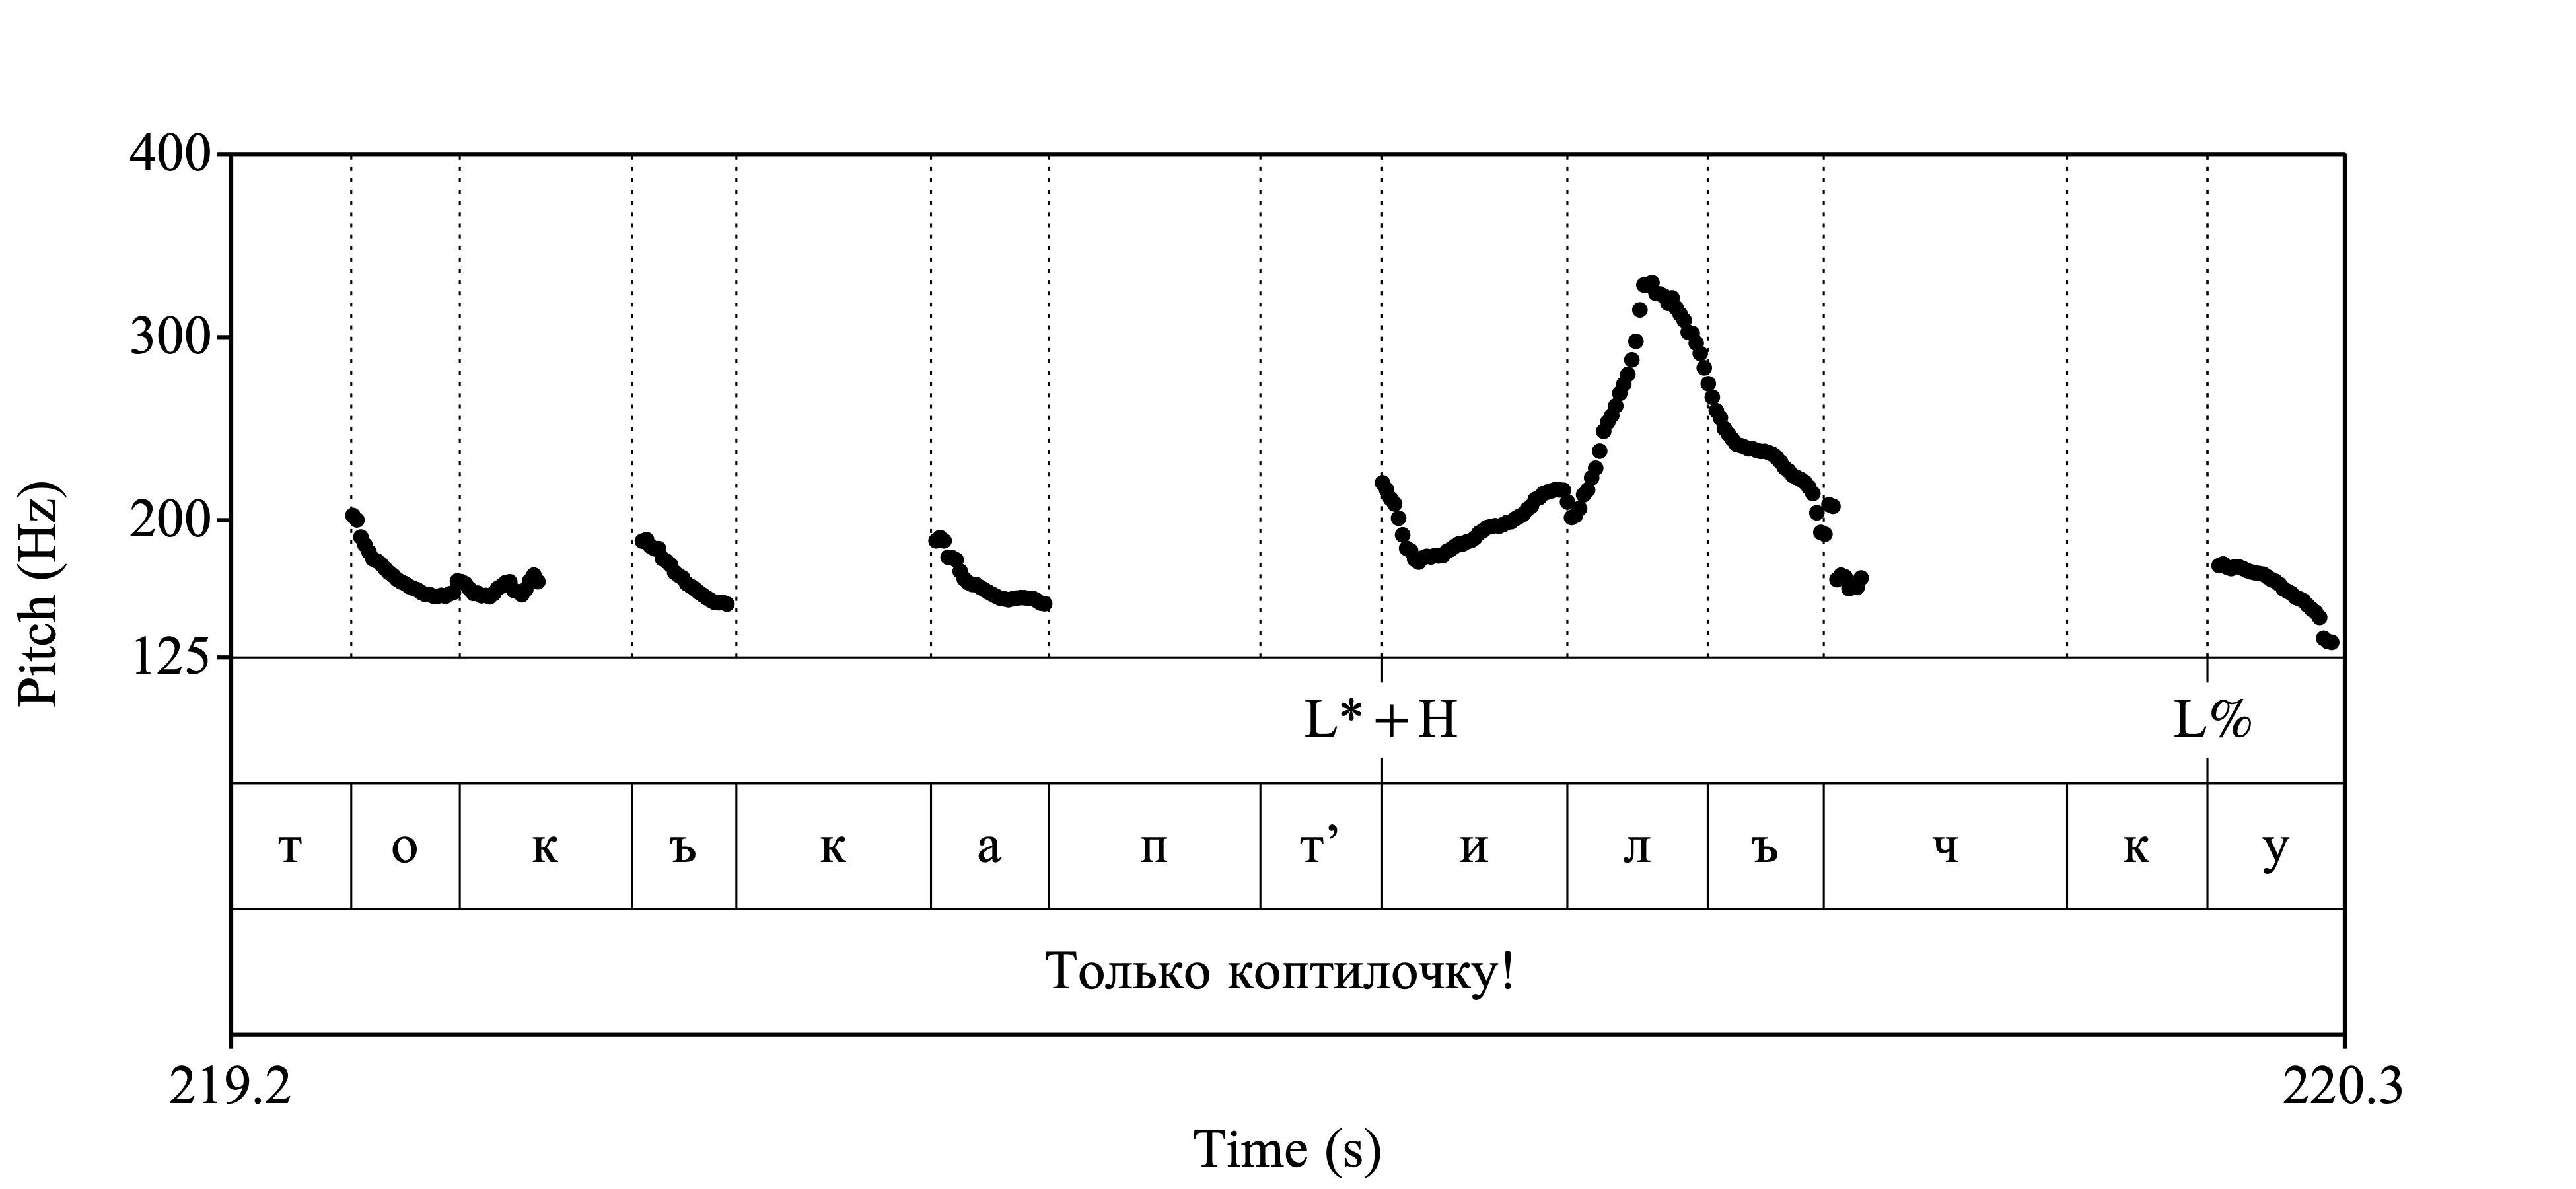 400
300
200
125
Pitch (Hz)
L* + H L%
т о к ъ к а п т’ и л ъ ч к у
Только коптилочку!
219.2 220.3
Time (s)